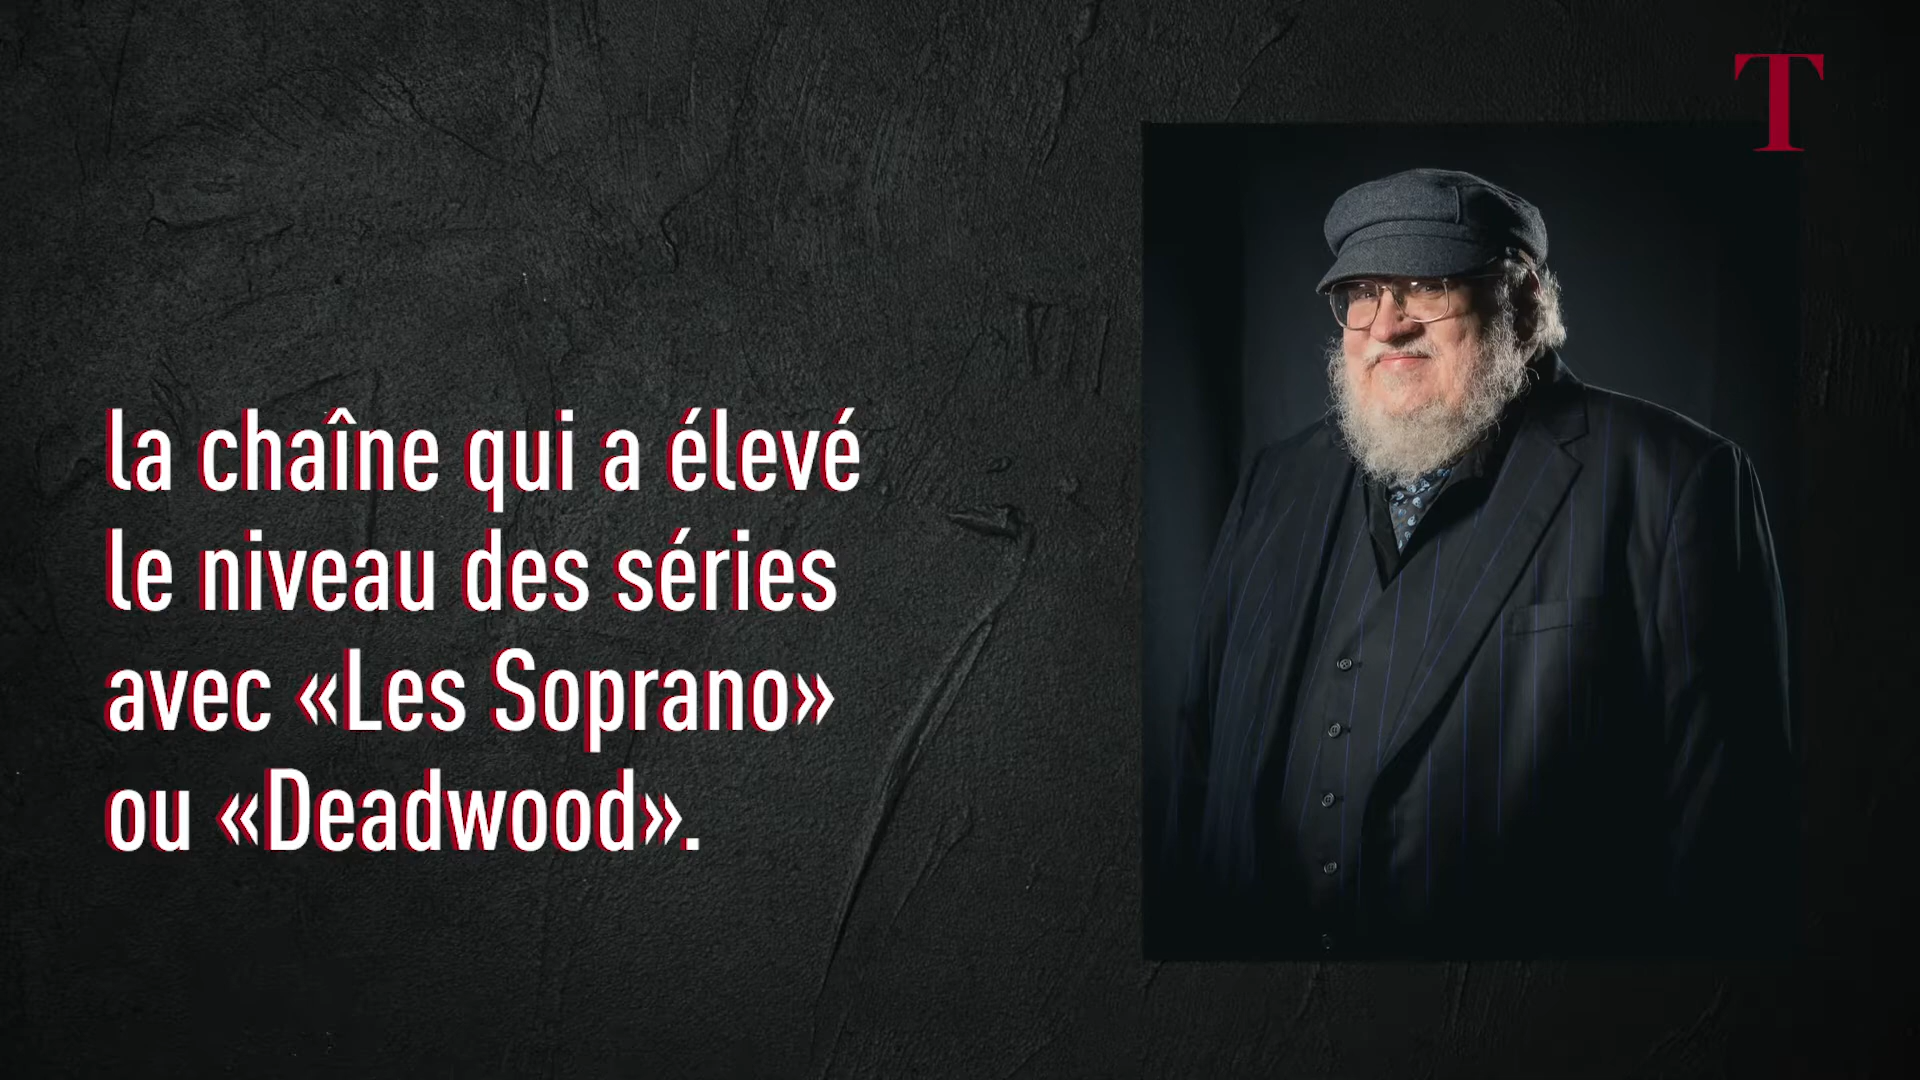 T
la chaîne qui a élevé
le niveau des séries
avec «Les Soprano»
ou «Deadwood».